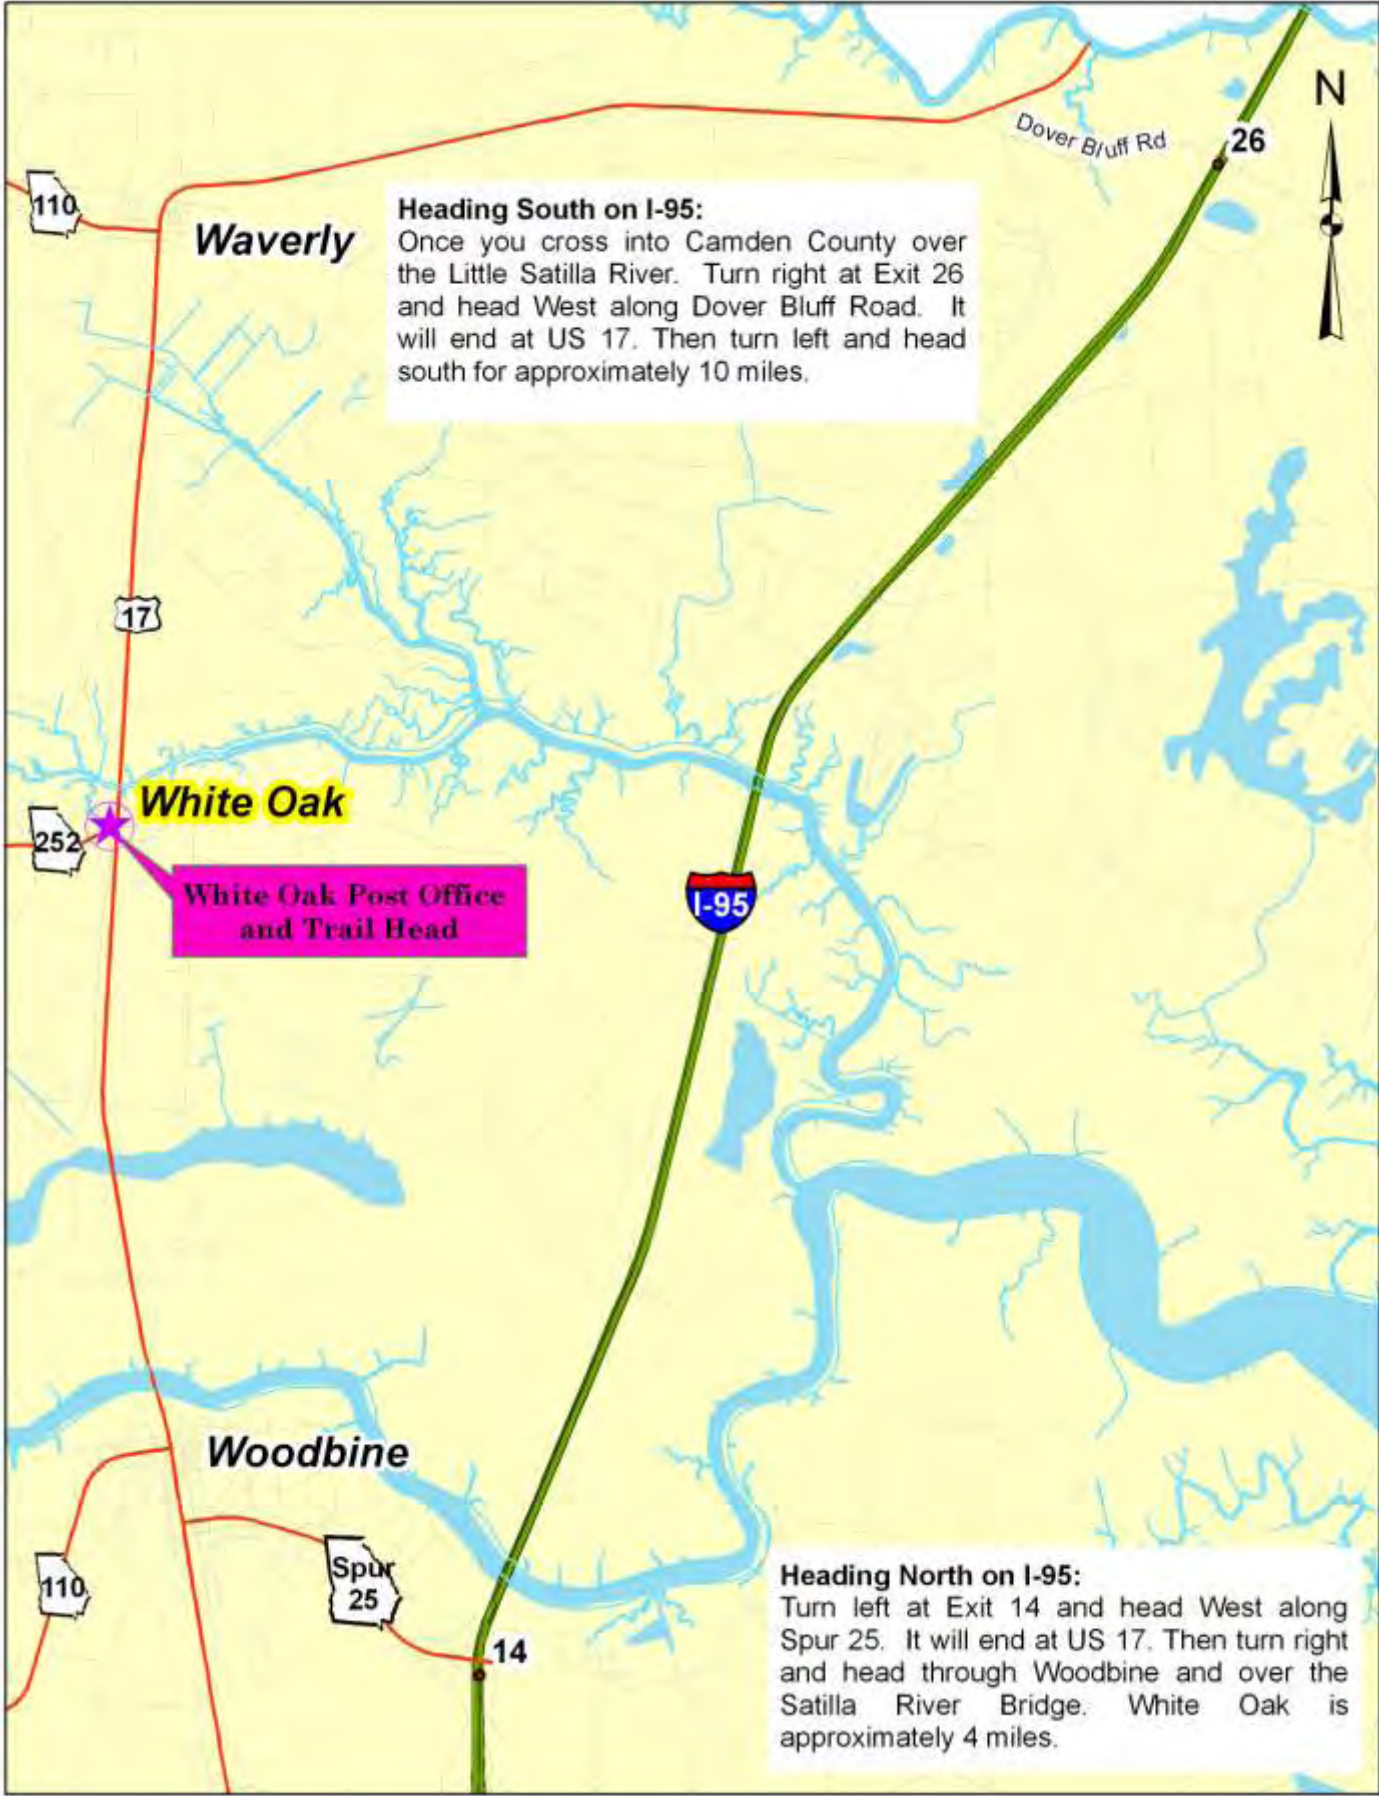 N
26
Dover Bluff Rd
110
Waverly
Heading South on I-95:
Once you cross into Camden County over
the Little Satilla River. Turn right at Exit 26
and head West along Dover Bluff Road. It
will end at US 17. Then turn left and head
south for approximately 10 miles.
17
White Oak
252
White Oak Post Office
and Trail Head
I-95
Woodbine
110
Spur
25
14
Heading North on I-95:
Turn left at Exit 14 and head West along
Spur 25. It will end at US 17. Then turn right
and head through Woodbine and over the
Satilla River Bridge. White Oak is
approximately 4 miles.